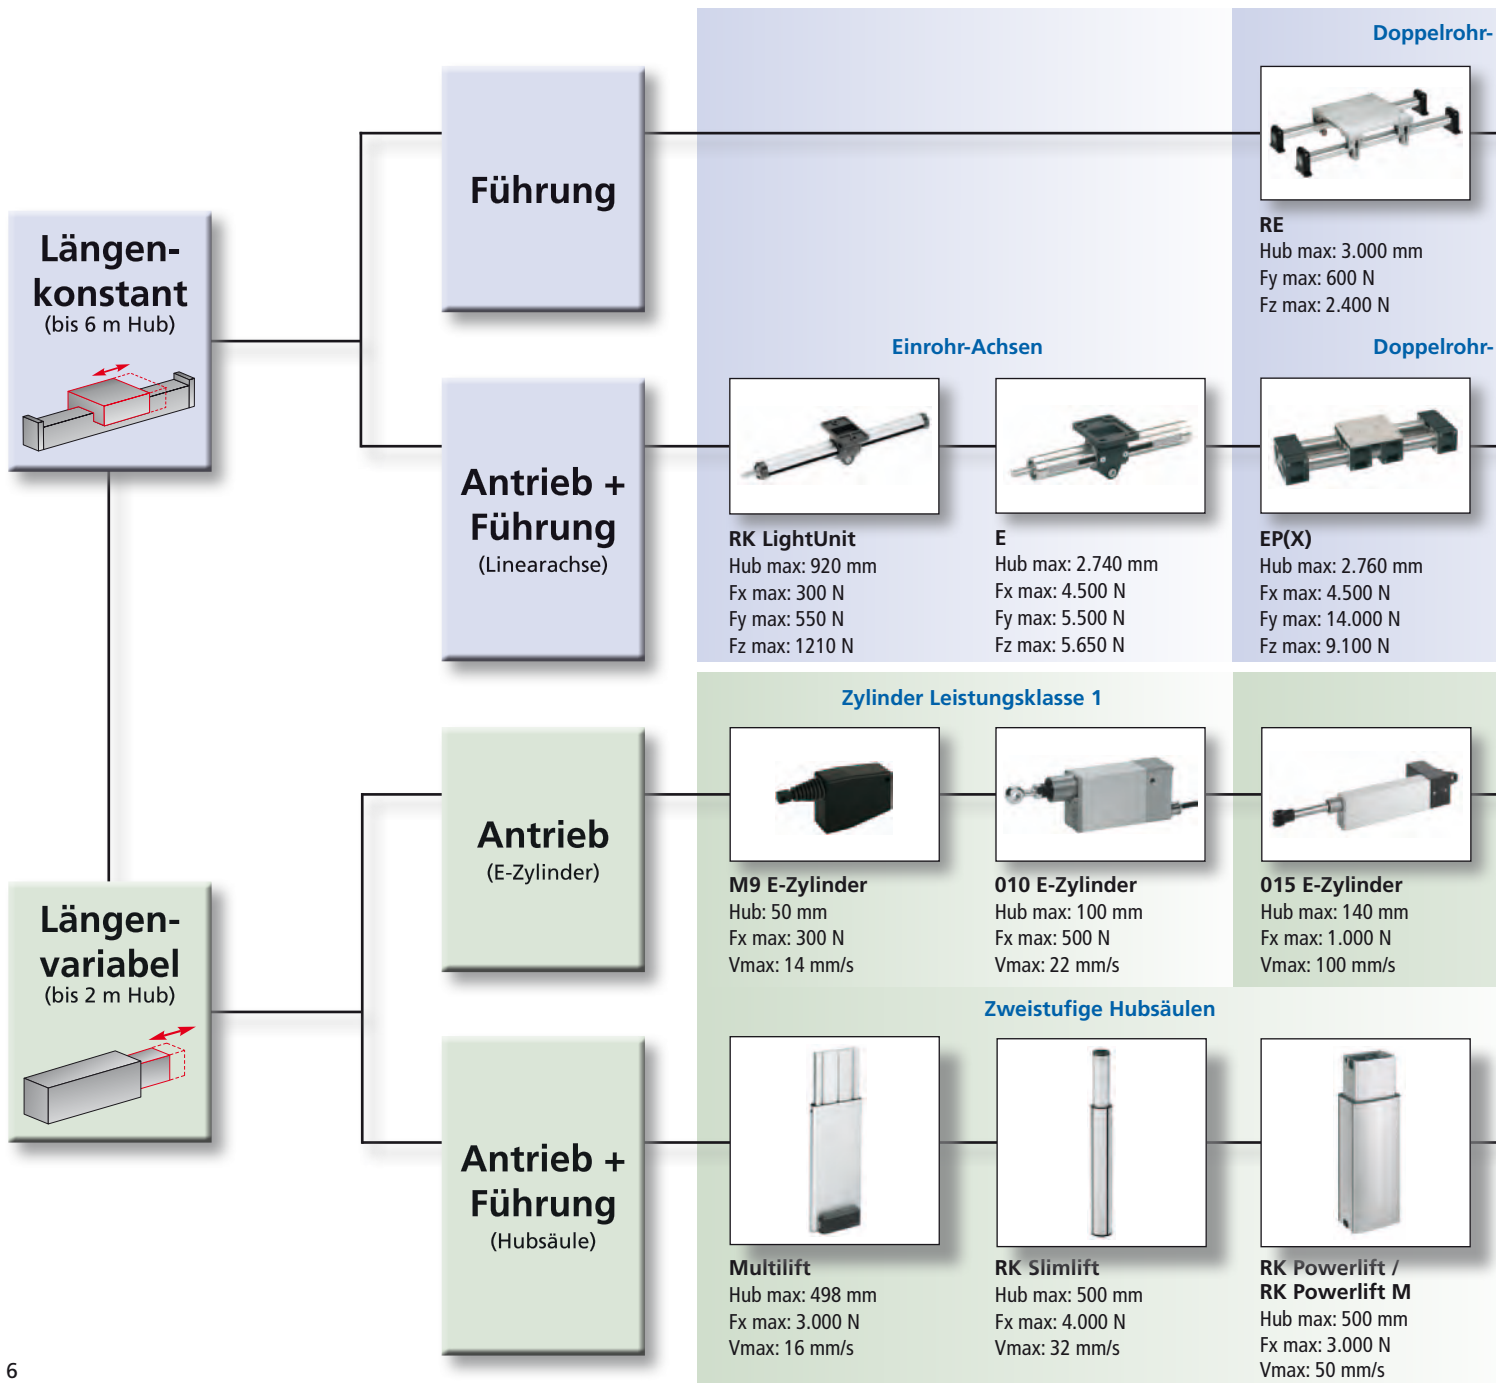 Doppelrohr-
Führung
RE
Hub max: 3.000 mm
Fy max: 600 N
Fz max: 2.400 N
Längen-
konstant
(bis 6 m Hub)
Einrohr-Achsen
Doppelrohr-
Antrieb +
Führung
(Linearachse)
RK LightUnit
Hub max: 920 mm
Fx max: 300 N
Fy max: 550 N
Fz max: 1210 N
E
Hub max: 2.740 mm
Fx max: 4.500 N
Fy max: 5.500 N
Fz max: 5.650 N
EP(X)
Hub max: 2.760 mm
Fx max: 4.500 N
Fy max: 14.000 N
Fz max: 9.100 N
Zylinder Leistungsklasse 1
Antrieb
(E-Zylinder)
M9 E-Zylinder
Hub: 50 mm
Fx max: 300 N
Vmax: 14 mm/s
010 E-Zylinder
Hub max: 100 mm
Fx max: 500 N
Vmax: 22 mm/s
015 E-Zylinder
Hub max: 140 mm
Fx max: 1.000 N
Vmax: 100 mm/s
Längen-
variabel
(bis 2 m Hub)
Zweistufige Hubsäulen
Antrieb +
Führung
(Hubsäule)
Multilift
Hub max: 498 mm
Fx max: 3.000 N
Vmax: 16 mm/s
RK Slimlift
Hub max: 500 mm
Fx max: 4.000 N
Vmax: 32 mm/s
RK Powerlift /
RK Powerlift M
Hub max: 500 mm
Fx max: 3.000 N
Vmax: 50 mm/s
6